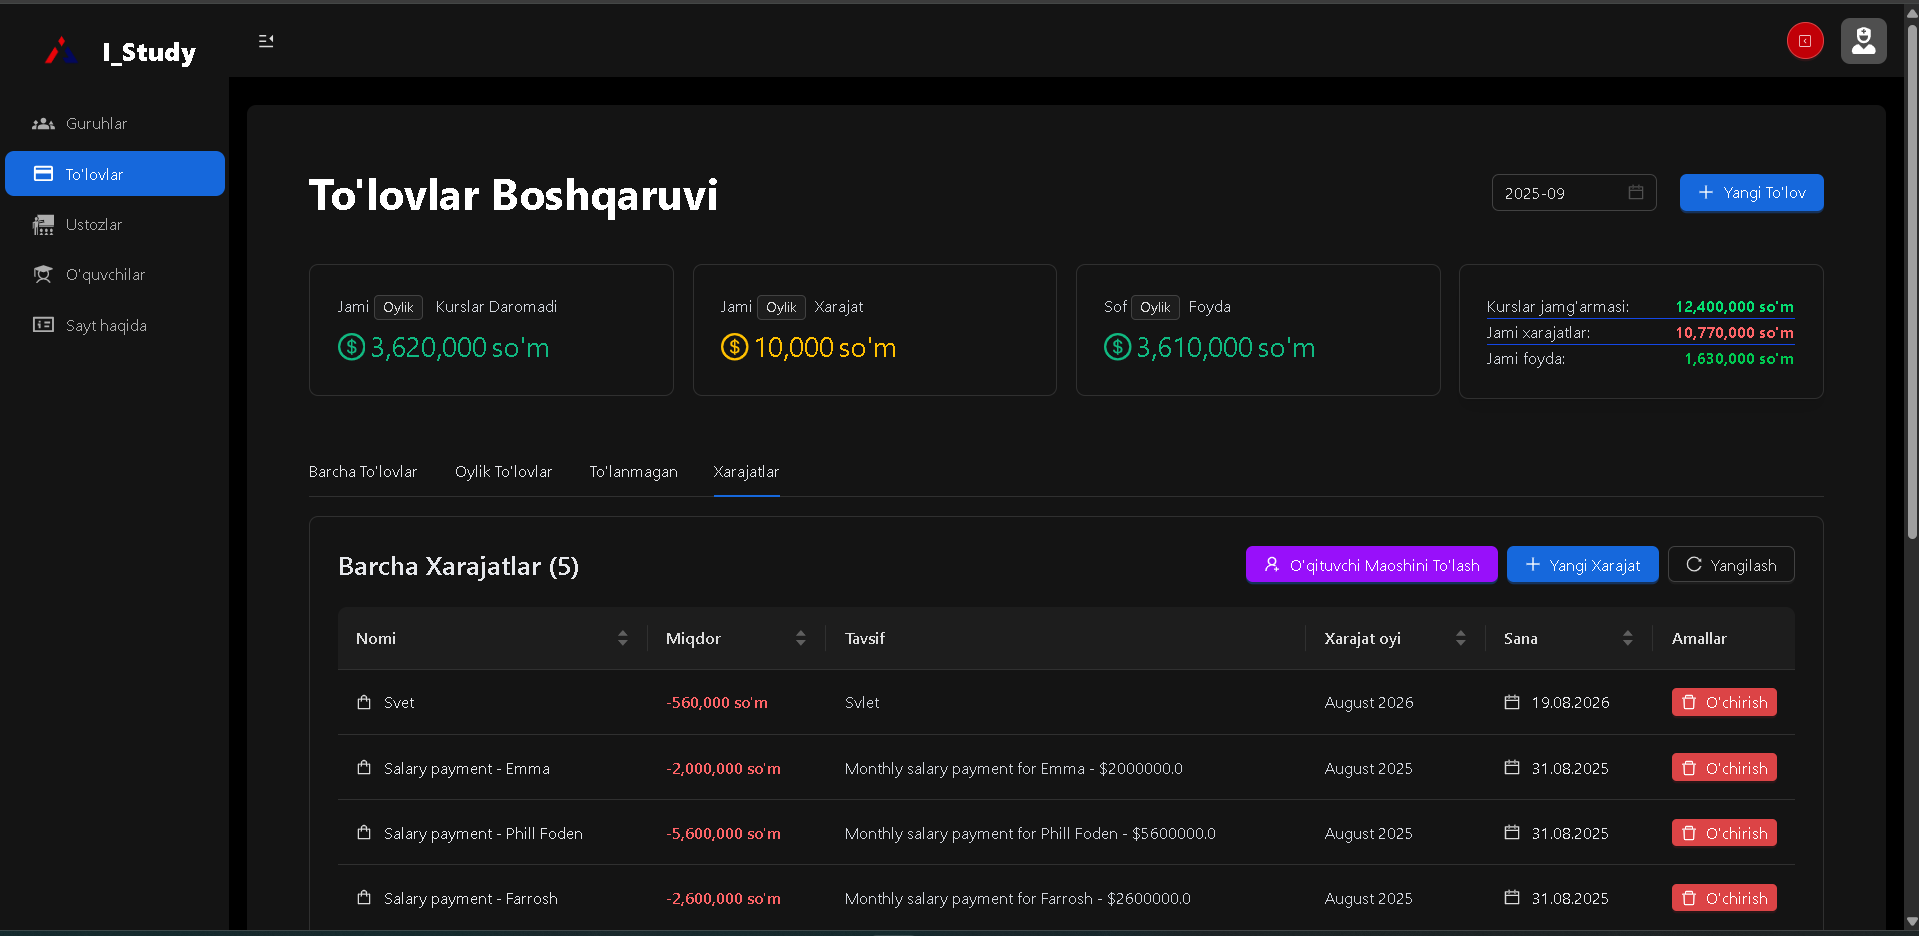 I_Study
Guruhlar
To'lovlar
Ustozlar
O'quvchilar
Sayt haqida
To'lovlar Boshqaruvi
2025-09
Yangi To'lov
Jami Oylik Kurslar Daromadi
3,620,000 so'm
Jami Oylik Xarajat
10,000 so'm
Sof Oylik Foyda
3,610,000 so'm
Kurslar jamg'armasi: 12,400,000 so'm
Jami xarajatlar: 10,770,000 so'm
Jami foyda: 1,630,000 so'm
Barcha To'lovlar Oylik To'lovlar To'lanmagan Xarajatlar
Barcha Xarajatlar (5)
O'qituvchi Maoshini To'lash Yangi Xarajat Yangilash
Nomi Miqdor Tavsif Xarajat oyi Sana Amallar
Svet -560,000 so'm Svlet August 2026 19.08.2026 O'chirish
Salary payment - Emma -2,000,000 so'm Monthly salary payment for Emma - $2000000.0 August 2025 31.08.2025 O'chirish
Salary payment - Phill Foden -5,600,000 so'm Monthly salary payment for Phill Foden - $5600000.0 August 2025 31.08.2025 O'chirish
Salary payment - Farrosh -2,600,000 so'm Monthly salary payment for Farrosh - $2600000.0 August 2025 31.08.2025 O'chirish